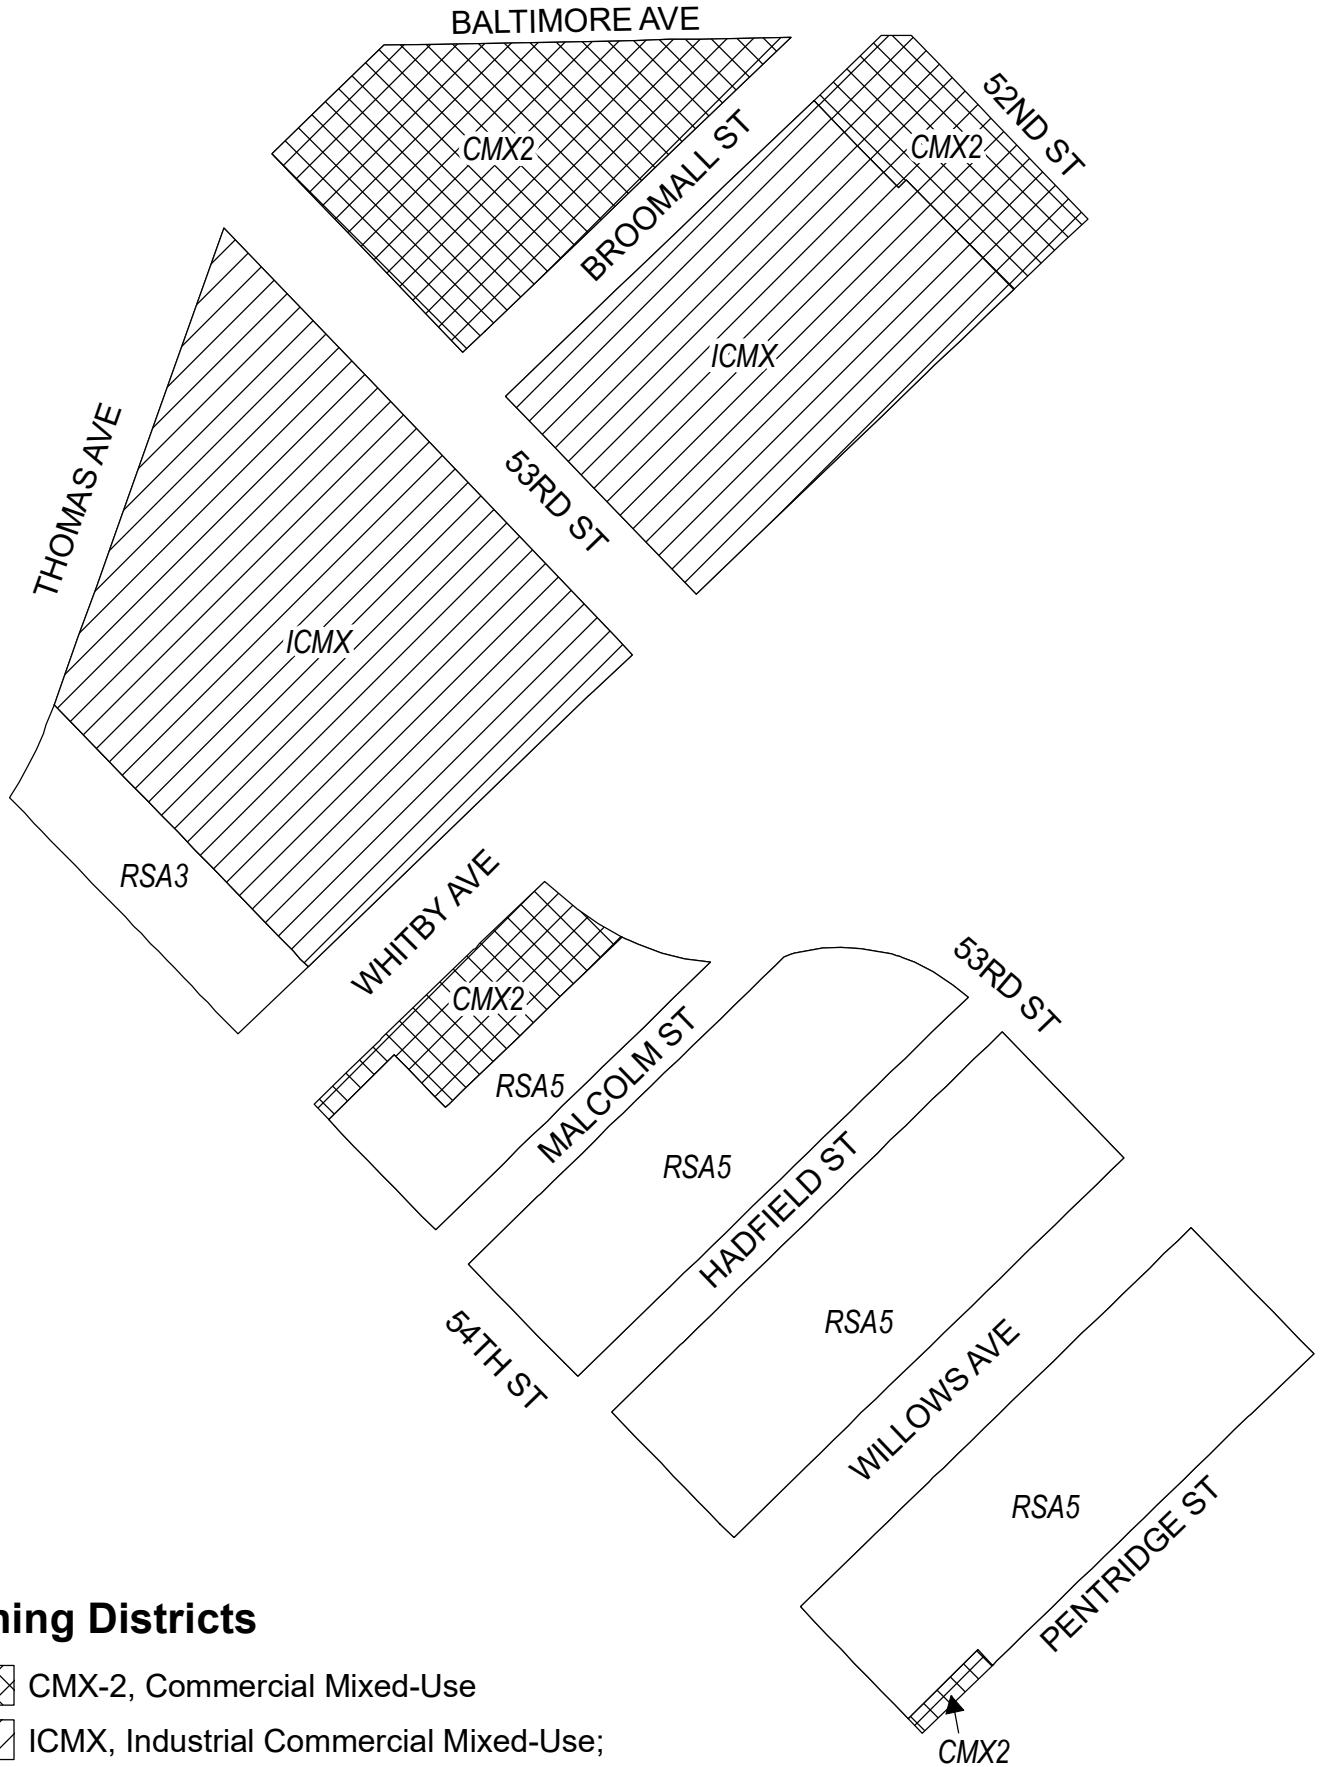 BALTIMORE AVE
52ND ST
CMX2
CMX2
BROOMALL ST
ICMX
THOMAS AVE
53RD ST
ICMX
RSA3
WHITBY AVE
CMX2
53RD ST
RSA5
MALCOLM ST
RSA5
HADFIELD ST
RSA5
54TH ST
WILLOWS AVE
RSA5
PENTRIDGE ST
Districts
CMX-2, Commercial Mixed-Use
ICMX, Industrial Commercial Mixed-Use;
CMX2